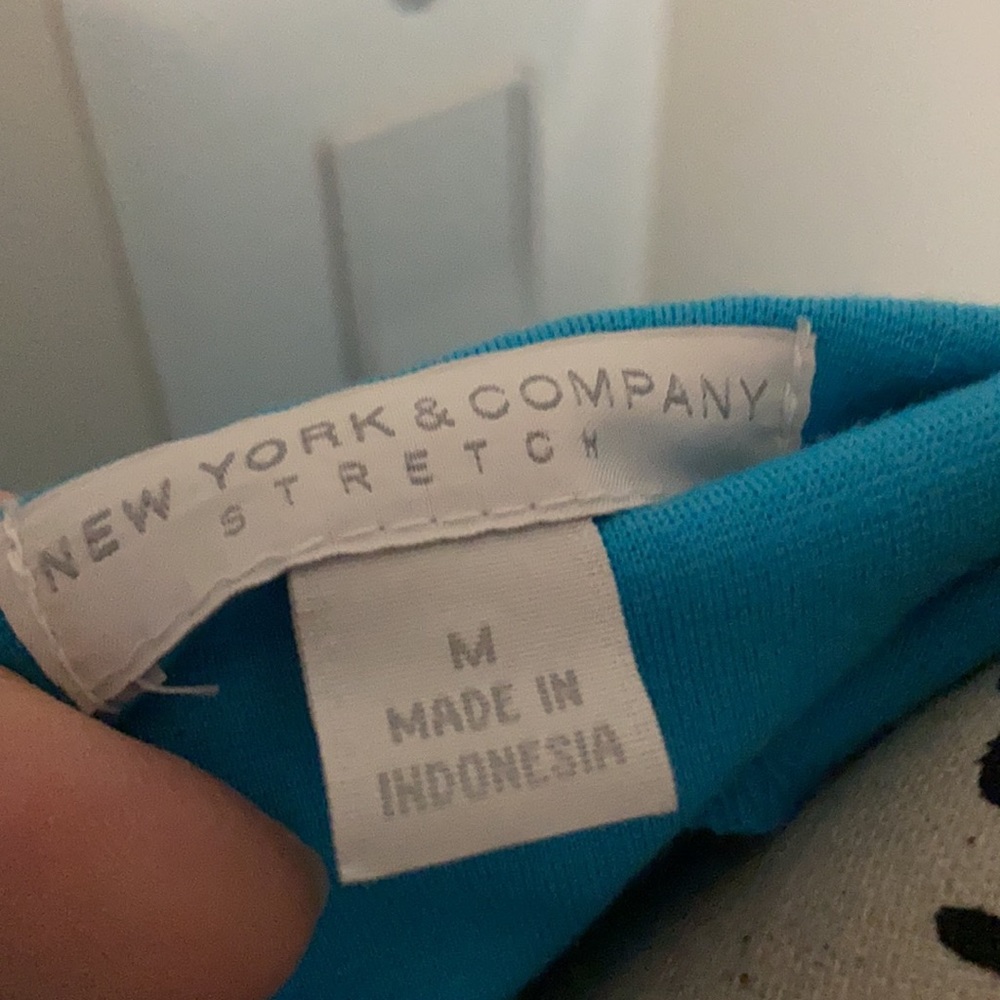 NEW YORK & COMPANY
STRETCH
M
MADE IN
INDONESIA